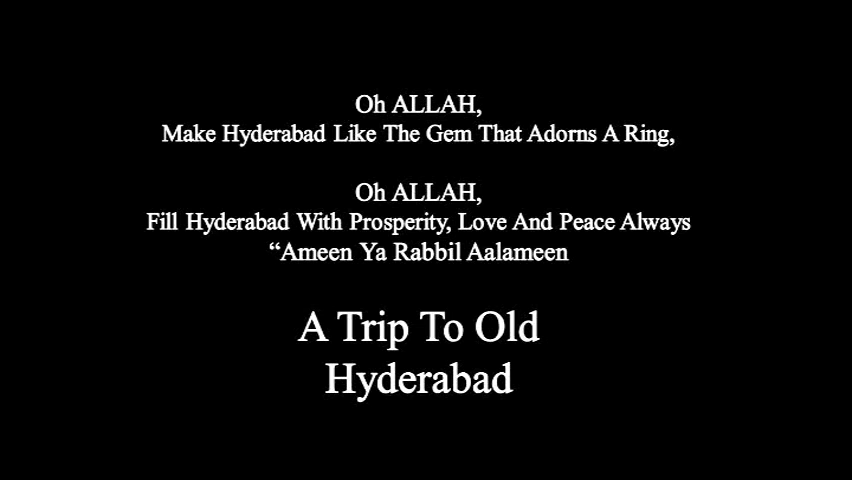 Oh ALLAH,
Make Hyderabad Like The Gem That Adorns A Ring,
Oh ALLAH,
Fill Hyderabad With Prosperity, Love And Peace Always
“Ameen Ya Rabbil Aalameen
A Trip To Old
Hyderabad